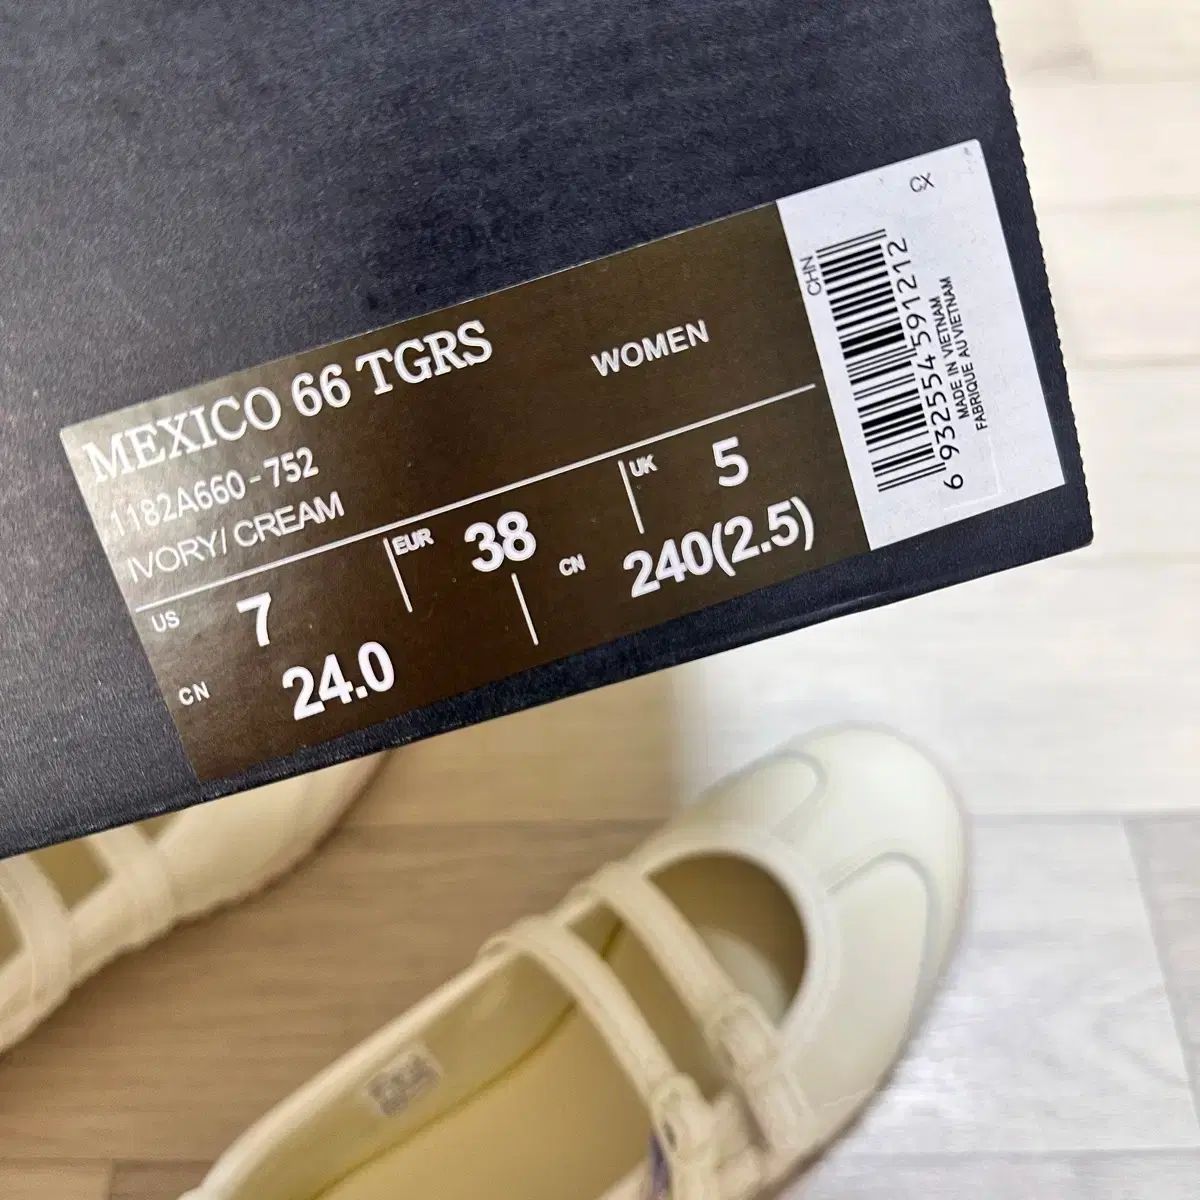 MEXICO 66 TGRS
WOMEN
1182A660-752
IVORY/ CREAM
US 7
EUR 38
UK 5
CN 24.0
CN 240(2.5)
CX
CHN
6 932554 591212
MADE IN VIETNAM
FABRIQUE AU VIETNAM